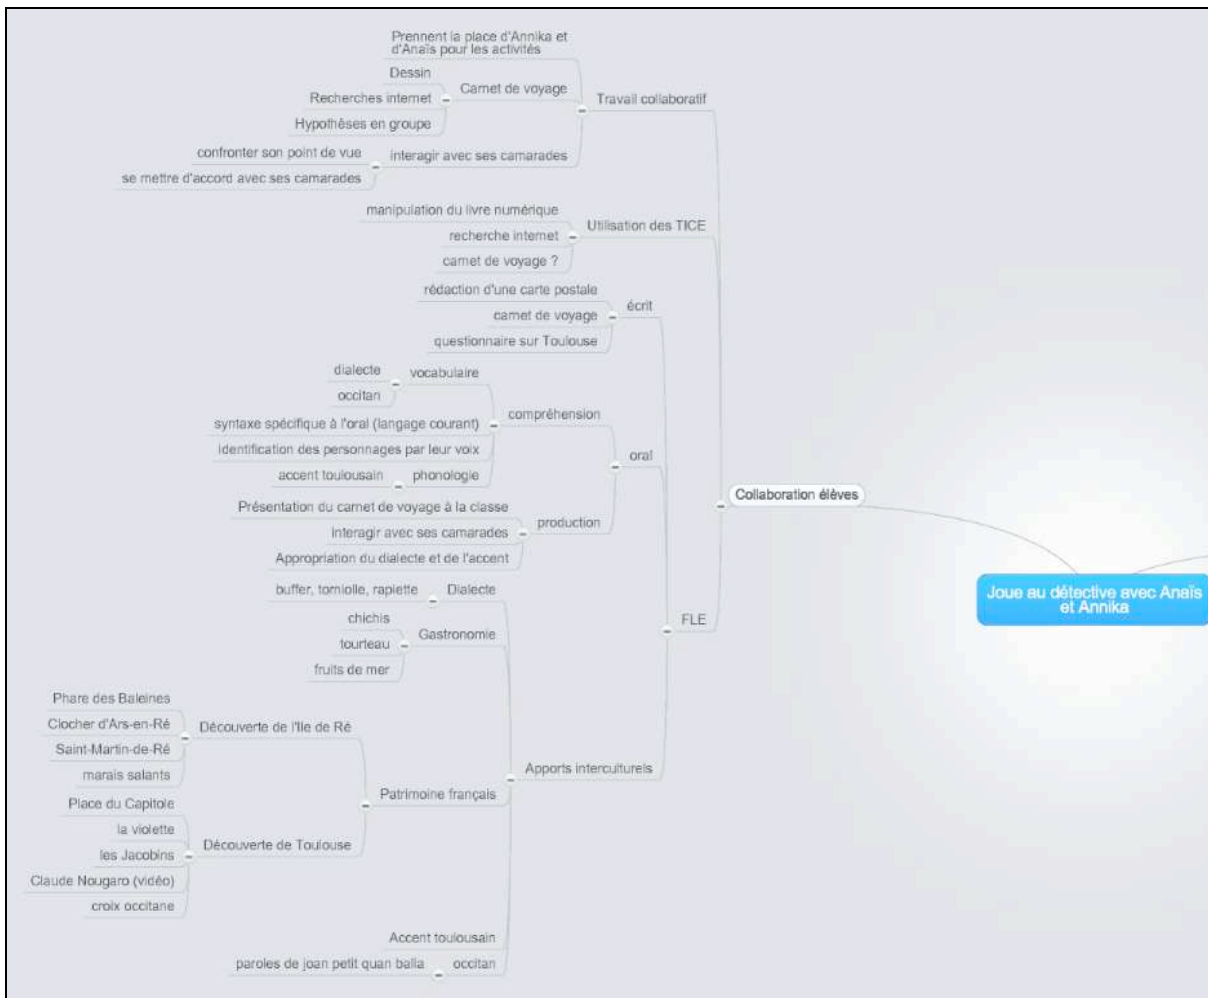 Prennent la place d'Annika et
d'Anaïs pour les activités
Dessin
Carnet de voyage
Recherches internet
Travail collaboratif
Hypothèses en groupe
confronter son point de vue
interagir avec ses camarades
se mettre d'accord avec ses camarades
manipulation du livre numérique
Utilisation des TICE
recherche internet
carnet de voyage ?
rédaction d'une carte postale
écrit
carnet de voyage
questionnaire sur Toulouse
dialecte
vocabulaire
occitan
compréhension
syntaxe spécifique à l'oral (langage courant)
identification des personnages par leur voix
oral
accent toulousain
phonologie
Collaboration élèves
Présentation du carnet de voyage à la classe
production
interagir avec ses camarades
Appropriation du dialecte et de l'accent
buffer, torniolle, rapiette
Dialecte
Joue au détective avec Anaïs
et Annika
chichis
FLE
Gastronomie
tourteau
fruits de mer
Phare des Baleines
Clocher d'Ars-en-Ré
Découverte de l'Ile de Ré
Saint-Martin-de-Ré
marais salants
Apports interculturels
Patrimoine français
Place du Capitole
la violette
Découverte de Toulouse
les Jacobins
Claude Nougaro (vidéo)
croix occitane
Accent toulousain
paroles de joan petit quan balla
occitan